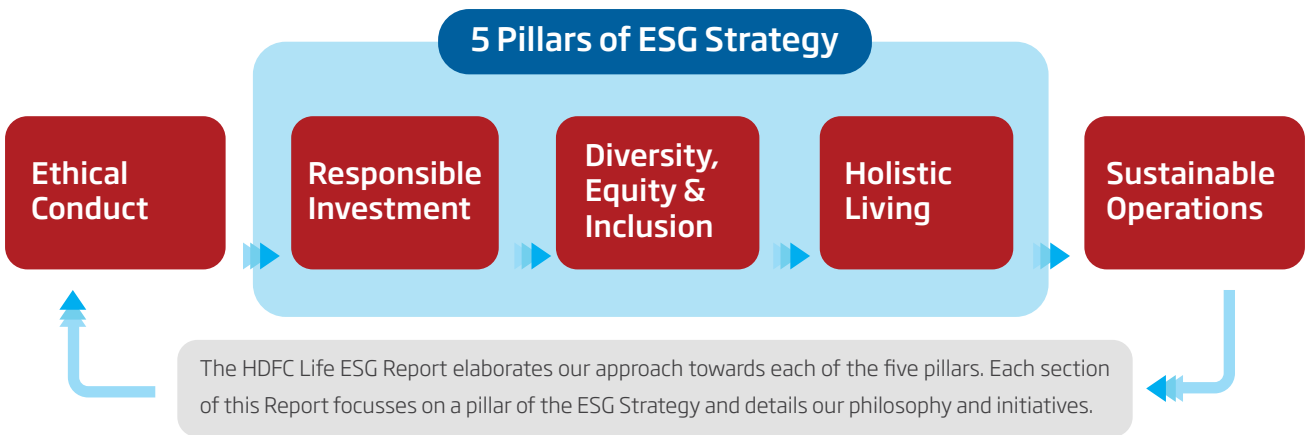 5 Pillars of ESG Strategy
Ethical
Conduct
Responsible
Investment
Diversity,
Equity &
Inclusion
Holistic
Living
Sustainable
Operations
The HDFC Life ESG Report elaborates our approach towards each of the five pillars. Each section
of this Report focusses on a pillar of the ESG Strategy and details our philosophy and initiatives.